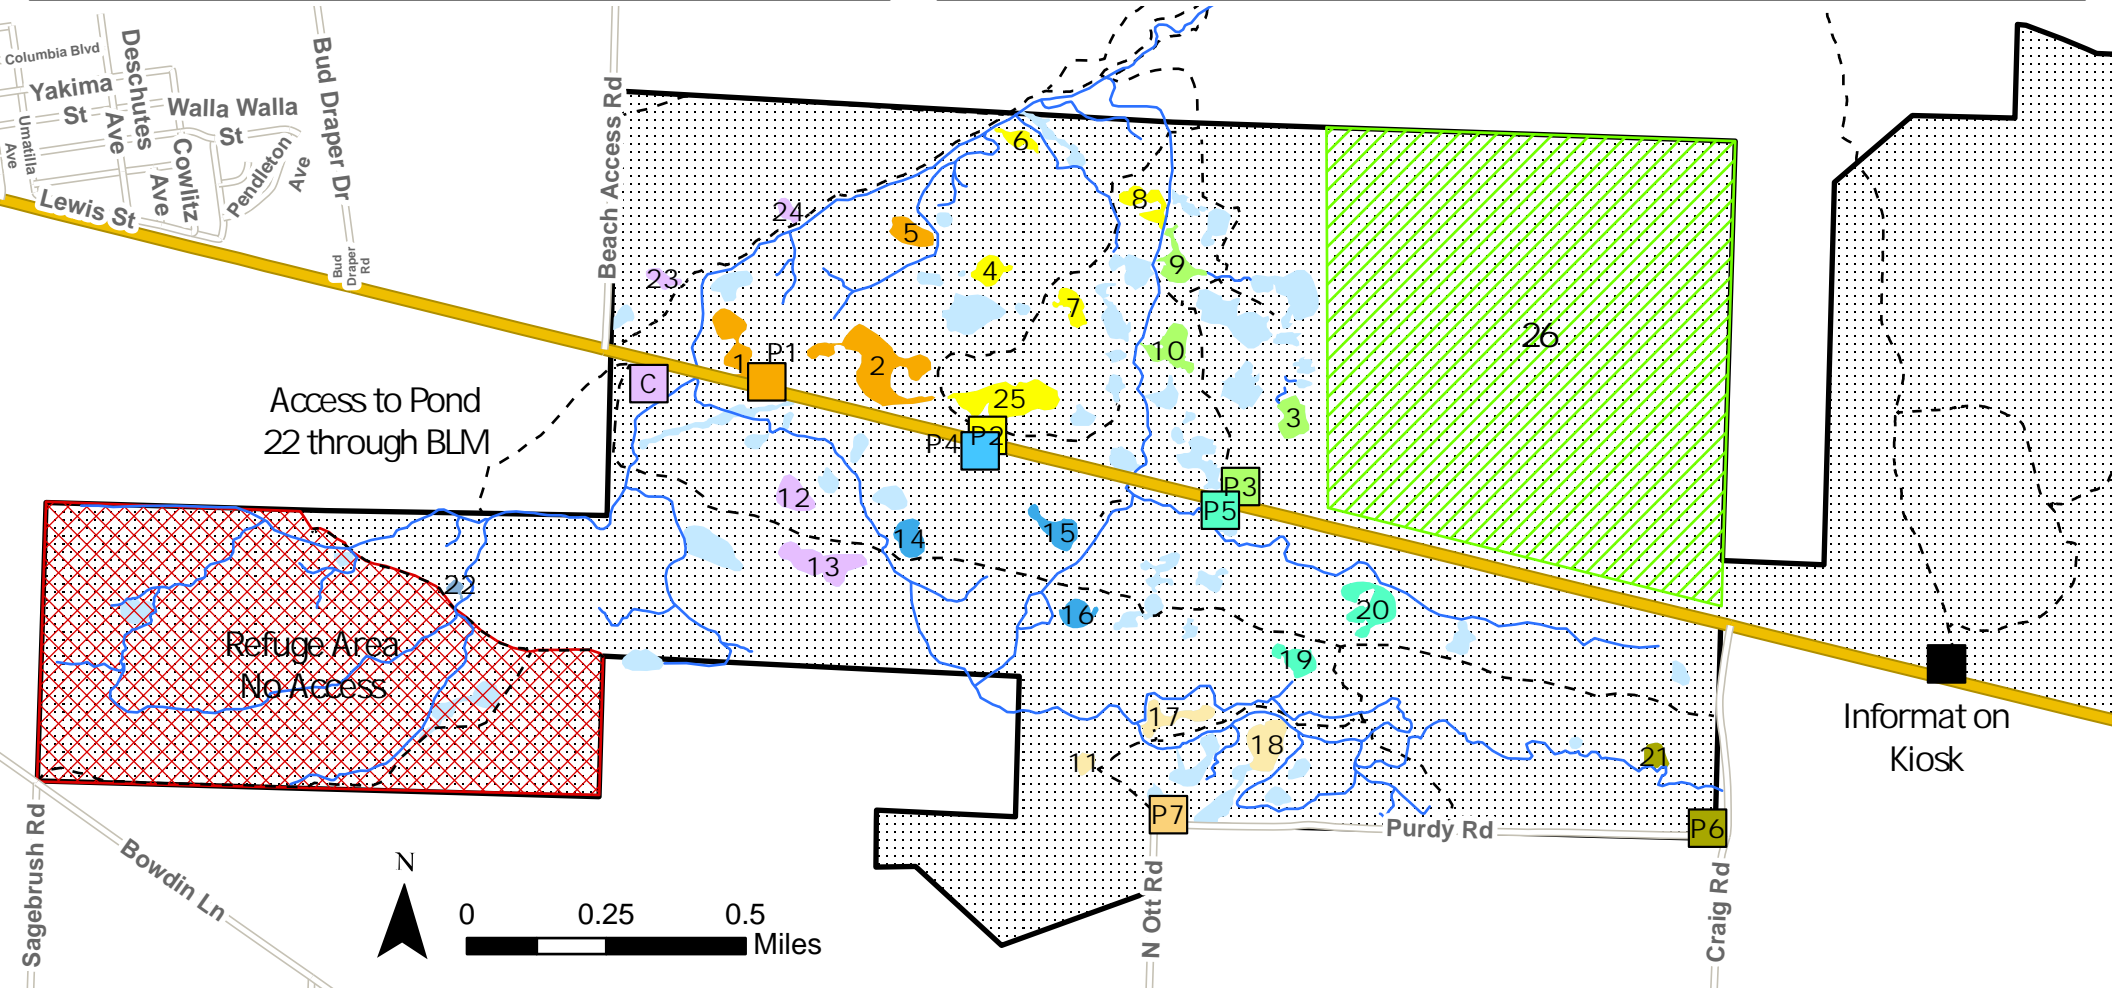 Columbia Blvd
Yakima
St
Deschutes
Ave
Umatilla
Ave
Walla Walla
St
Cowlitz
Ave
Pendleton
Ave
Lewis St
Bud Draper Dr
Bud
Draper
Rd
Beach Access Rd
6
24
8
5
23
4
9
7
26
1
P1
2
10
C
25
3
Access to Pond
22 through BLM
P4
P2
P3
P5
12
14
15
13
22
16
20
Refuge Area
No Access
19
17
18
11
21
Informat on
Kiosk
P7
P6
Purdy Rd
Sagebrush Rd
Bowdin Ln
N
0
0.25
0.5
Miles
N Ott Rd
Craig Rd